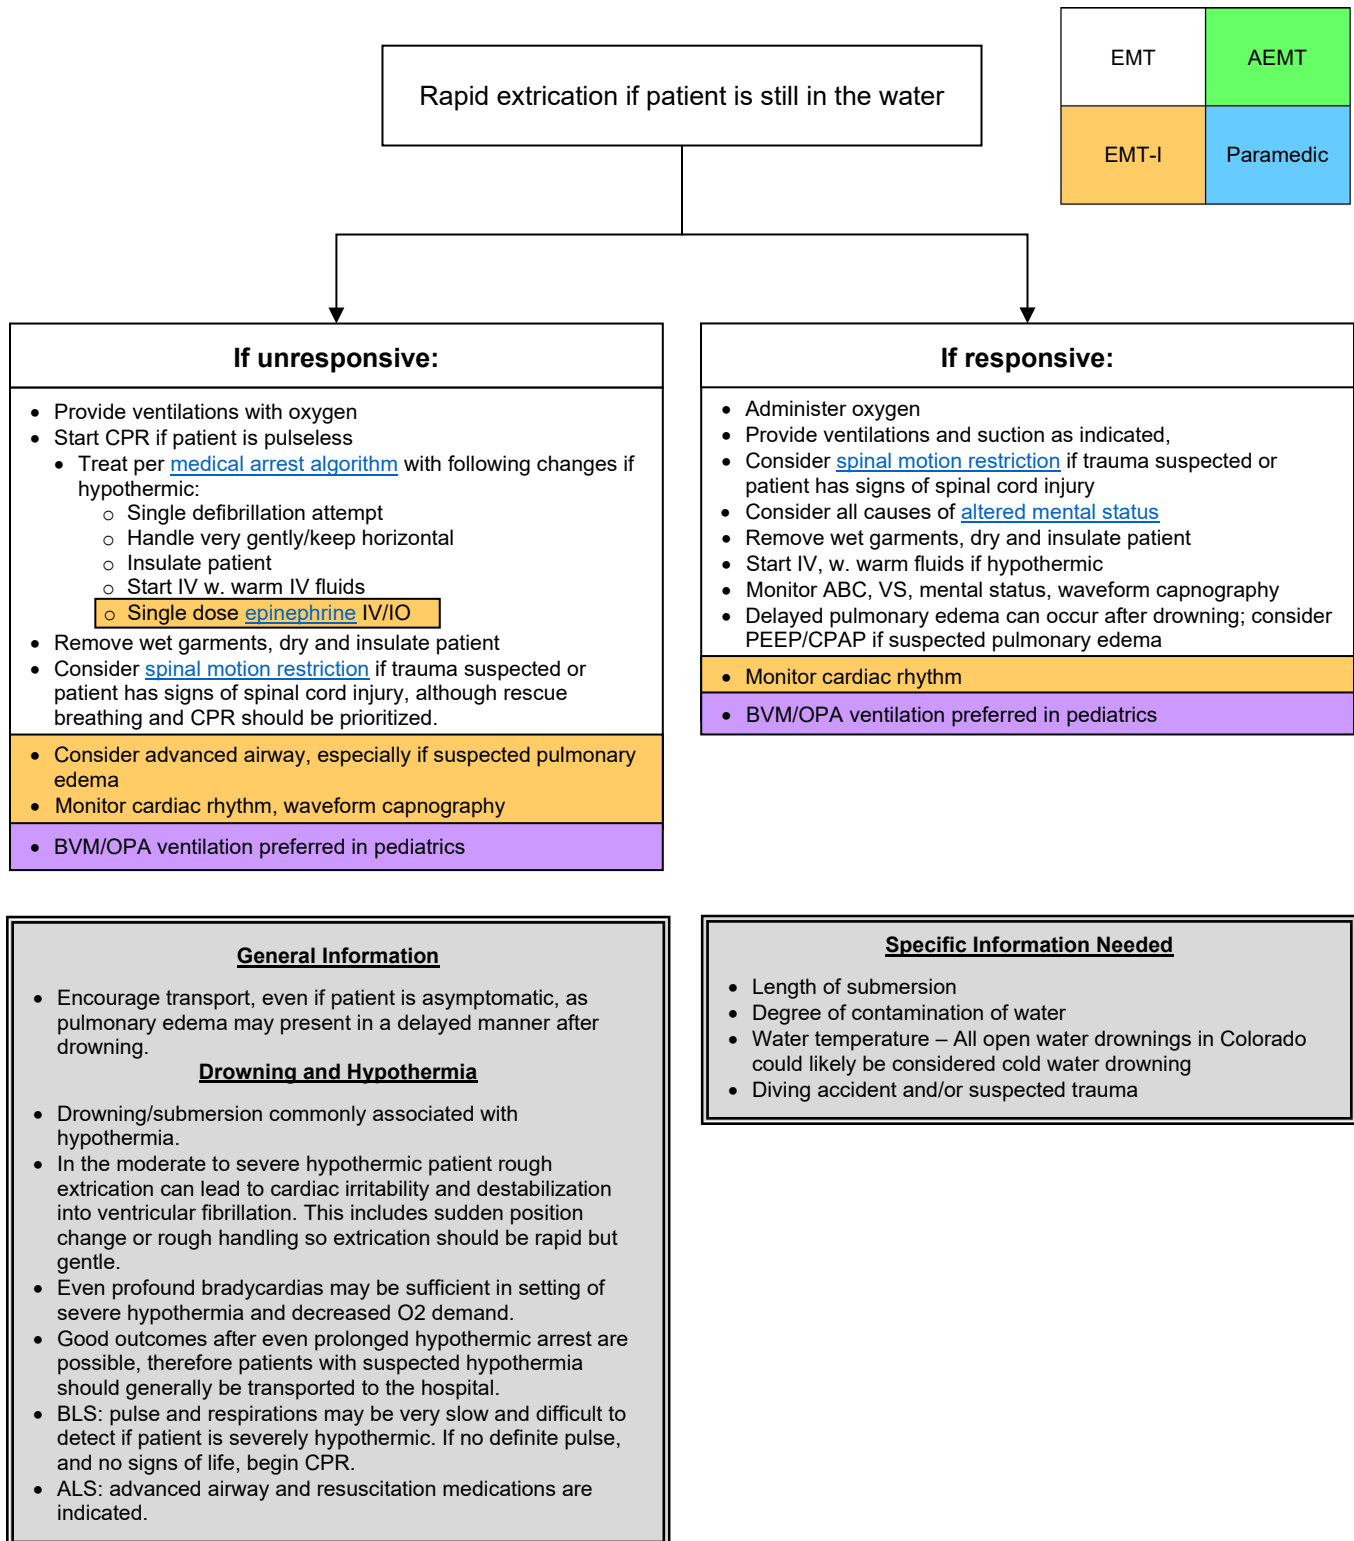 Rapid extrication if patient is still in the water
EMT
AEMT
EMT-I
Paramedic
If unresponsive:
• Provide ventilations with oxygen
• Start CPR if patient is pulseless
• Treat per medical arrest algorithm with following changes if
hypothermic:
o Single defibrillation attempt
o Handle very gently/keep horizontal
o Insulate patient
o Start IV w. warm IV fluids
o Single dose epinephrine IV/IO
• Remove wet garments, dry and insulate patient
• Consider spinal motion restriction if trauma suspected or
patient has signs of spinal cord injury, although rescue
breathing and CPR should be prioritized.
• Consider advanced airway, especially if suspected pulmonary
edema
• Monitor cardiac rhythm, waveform capnography
• BVM/OPA ventilation preferred in pediatrics
If responsive:
• Administer oxygen
• Provide ventilations and suction as indicated,
• Consider spinal motion restriction if trauma suspected or
patient has signs of spinal cord injury
• Consider all causes of altered mental status
• Remove wet garments, dry and insulate patient
• Start IV, w. warm fluids if hypothermic
• Monitor ABC, VS, mental status, waveform capnography
• Delayed pulmonary edema can occur after drowning; consider
PEEP/CPAP if suspected pulmonary edema
• Monitor cardiac rhythm
• BVM/OPA ventilation preferred in pediatrics
General Information
• Encourage transport, even if patient is asymptomatic, as
pulmonary edema may present in a delayed manner after
drowning.
Drowning and Hypothermia
• Drowning/submersion commonly associated with
hypothermia.
• In the moderate to severe hypothermic patient rough
extrication can lead to cardiac irritability and destabilization
into ventricular fibrillation. This includes sudden position
change or rough handling so extrication should be rapid but
gentle.
• Even profound bradycardias may be sufficient in setting of
severe hypothermia and decreased O2 demand.
• Good outcomes after even prolonged hypothermic arrest are
possible, therefore patients with suspected hypothermia
should generally be transported to the hospital.
• BLS: pulse and respirations may be very slow and difficult to
detect if patient is severely hypothermic. If no definite pulse,
and no signs of life, begin CPR.
• ALS: advanced airway and resuscitation medications are
indicated.
Specific Information Needed
• Length of submersion
• Degree of contamination of water
• Water temperature – All open water drownings in Colorado
could likely be considered cold water drowning
• Diving accident and/or suspected trauma